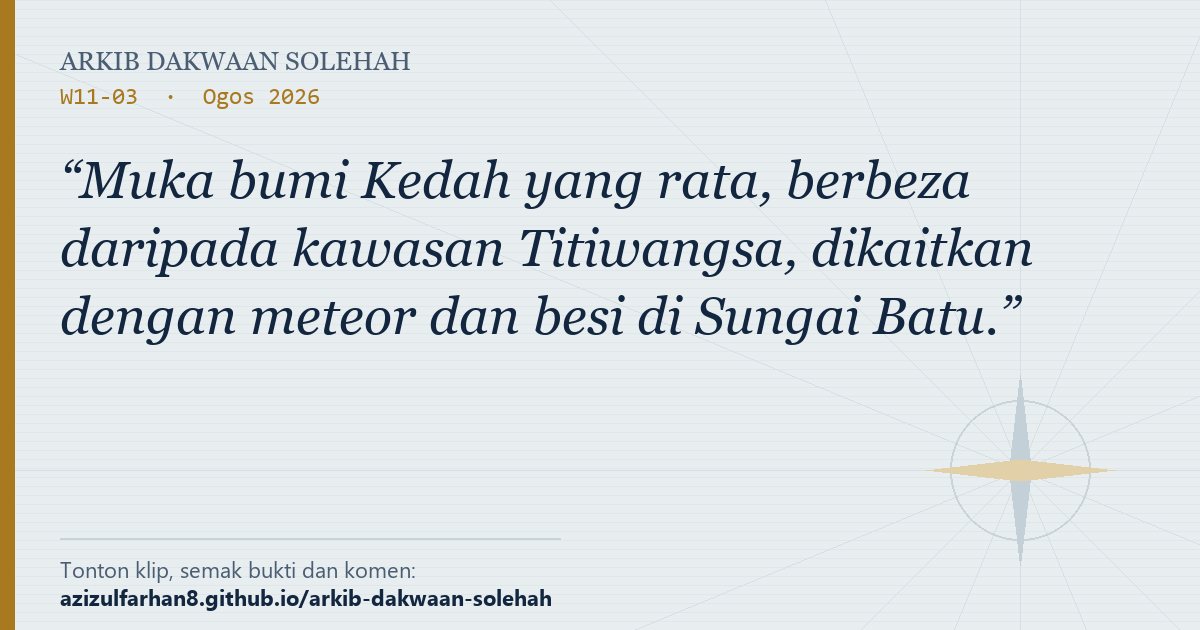 ARKIB DAKWAAN SOLEHAH
W11-03 · Ogos 2026
“Muka bumi Kedah yang rata, berbeza
daripada kawasan Titiwangsa, dikaitkan
dengan meteor dan besi di Sungai Batu.”
Tonton klip, semak bukti dan komen:
azizulfarhan8.github.io/arkib-dakwaan-solehah